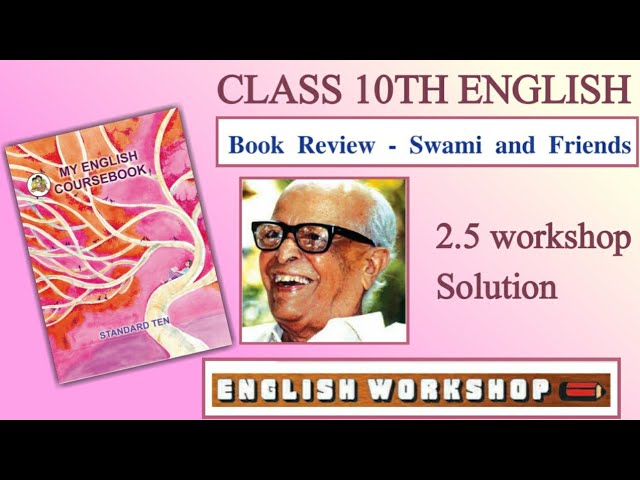 CLASS 10TH ENGLISH
Book Review - Swami and Friends
MY ENGLISH
COURSEBOOK
STANDARD TEN
2.5 workshop
Solution
ENGLISH WORKSHOP